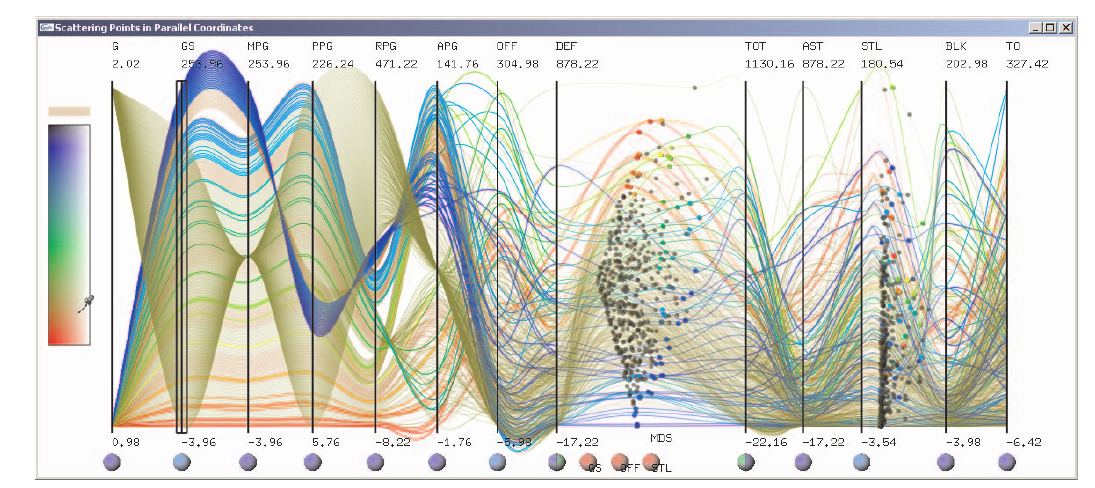 Scattering Points in Parallel Coordinates
G GS MPG PPG RPG APG OFF DEF TOT AST STL BLK TO
2.02 253.96 253.96 226.24 471.22 141.76 304.98 878.22 1130.16 878.22 180.54 202.98 327.42
0.98 -3.96 -3.96 5.76 -8.22 -1.76 -5.98 -17.22 MDS -22.16 -17.22 -3.54 -3.98 -6.42
GS OFF STL